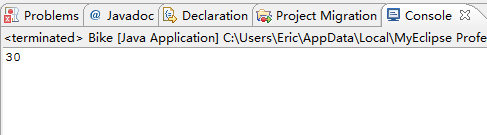 Problems @ Javadoc Declaration Project Migration Console
<terminated> Bike [Java Application] C:\Users\Eric\AppData\Local\MyEclipse Profe
30